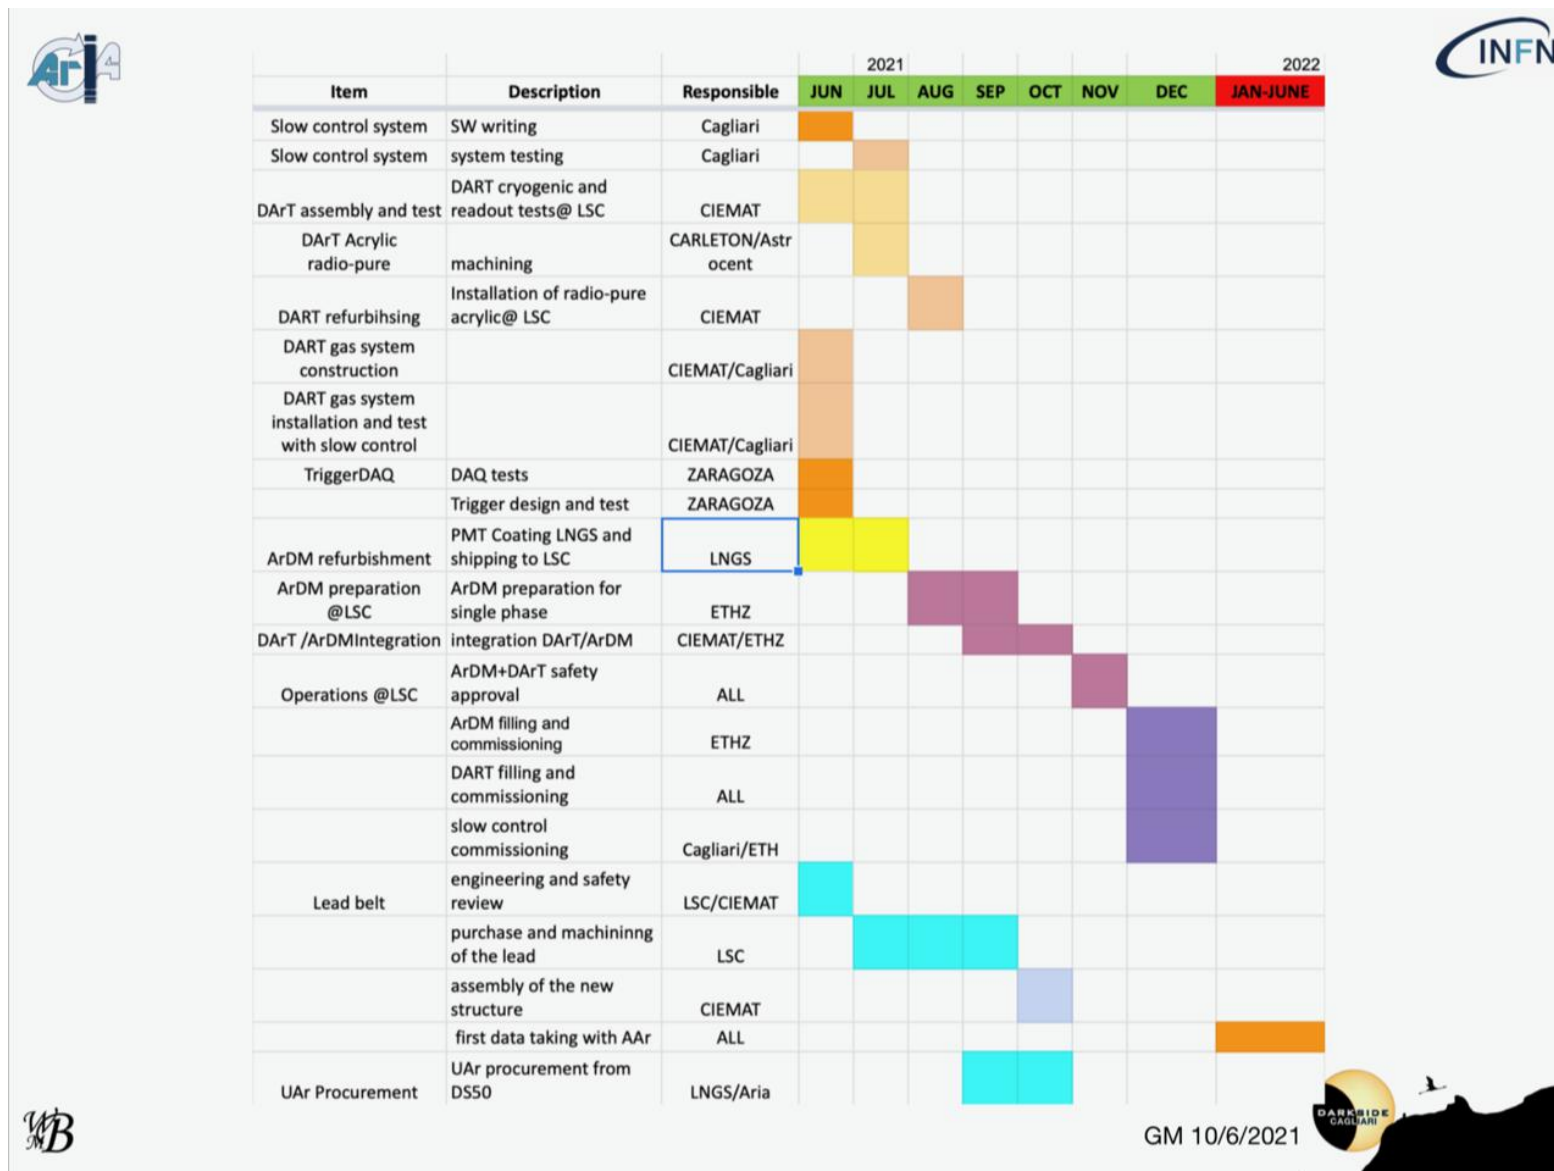 ArIA
INFN
2021 2022
Item Description Responsible JUN JUL AUG SEP OCT NOV DEC JAN-JUNE
Slow control system SW writing Cagliari
Slow control system system testing Cagliari
DArT assembly and test DART cryogenic and
readout tests@ LSC CIEMAT
DArT Acrylic
radio-pure machining CARLETON/Astr
ocent
DART refurbihsing Installation of radio-pure
acrylic@ LSC CIEMAT
DART gas system
construction CIEMAT/Cagliari
DART gas system
installation and test
with slow control CIEMAT/Cagliari
TriggerDAQ DAQ tests ZARAGOZA
Trigger design and test ZARAGOZA
ArDM refurbishment PMT Coating LNGS and
shipping to LSC LNGS
ArDM preparation
@LSC ArDM preparation for
single phase ETHZ
DArT /ArDMIntegration integration DArT/ArDM CIEMAT/ETHZ
Operations @LSC ArDM+DArT safety
approval ALL
ArDM filling and
commissioning ETHZ
DART filling and
commissioning ALL
slow control
commissioning Cagliari/ETH
Lead belt engineering and safety
review LSC/CIEMAT
purchase and machininng
of the lead LSC
assembly of the new
structure CIEMAT
first data taking with AAr ALL
UAr Procurement UAr procurement from
DS50 LNGS/Aria
GM 10/6/2021
DARKSIDE
CAGLIARI